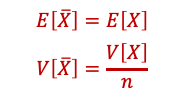 E[X̄] = E[X]
V[X̄] = V[X] / n